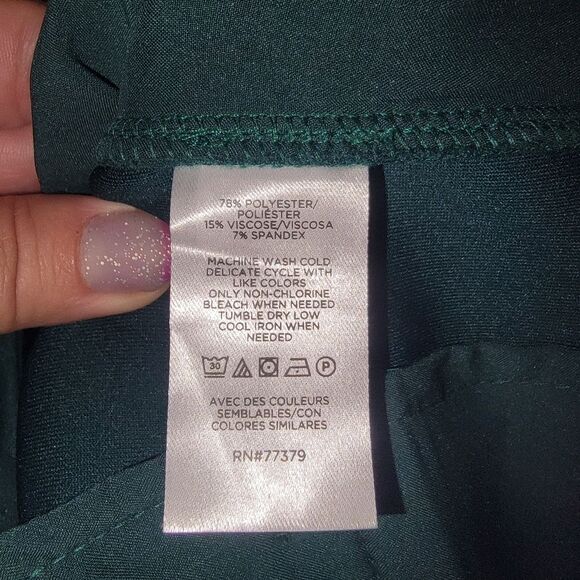 78% POLYESTER/
POLIÉSTER
15% VISCOSE/VISCOSA
7% SPANDEX
MACHINE WASH COLD
DELICATE CYCLE WITH
LIKE COLORS
ONLY NON-CHLORINE
BLEACH WHEN NEEDED
TUMBLE DRY LOW
COOL IRON WHEN
NEEDED
30 P
AVEC DES COULEURS
SEMBLABLES/CON
COLORES SIMILARES
RN#77379